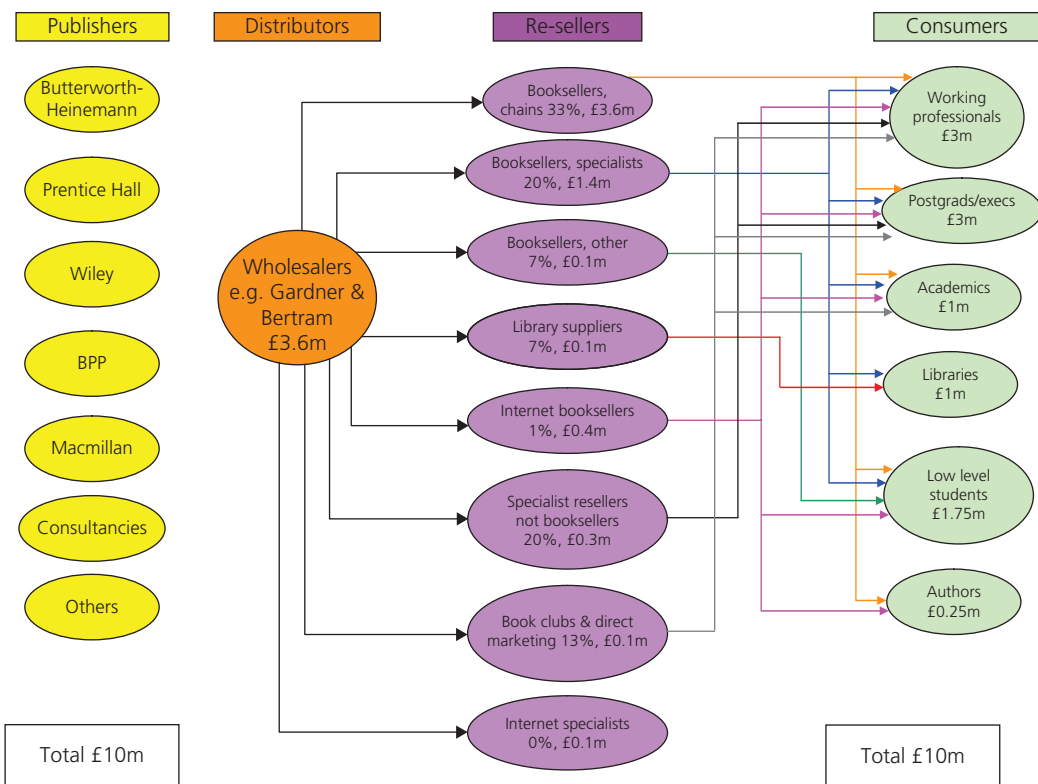 Publishers
Distributors
Re-sellers
Consumers
Butterworth-
Heinemann
Prentice Hall
Wiley
BPP
Macmillan
Consultancies
Others
Total £10m
Wholesalers
e.g. Gardner &
Bertram
£3.6m
Booksellers,
chains 33%, £3.6m
Booksellers, specialists
20%, £1.4m
Booksellers, other
7%, £0.1m
Library suppliers
7%, £0.1m
Internet booksellers
1%, £0.4m
Specialist resellers
not booksellers
20%, £0.3m
Book clubs & direct
marketing 13%, £0.1m
Internet specialists
0%, £0.1m
Working
professionals
£3m
Postgrads/execs
£3m
Academics
£1m
Libraries
£1m
Low level
students
£1.75m
Authors
£0.25m
Total £10m